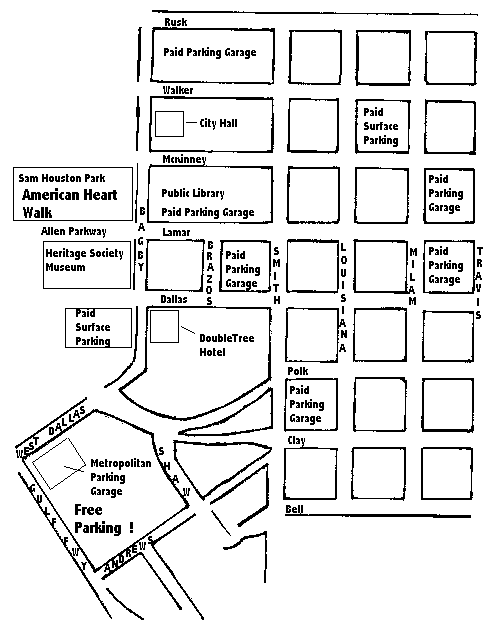 Rusk
Paid Parking Garage
Walker
City Hall
Paid
Surface
Parking
McKinney
Sam Houston Park
American Heart
Walk
Public Library
Paid Parking Garage
Paid
Parking
Garage
BAGBY
Allen Parkway
Lamar
Heritage Society
Museum
BRAZOS
Paid
Parking
Garage
SMITH
LOUISIANA
MILAM
Paid
Parking
Garage
TRAVIS
Dallas
Paid
Surface
Parking
DoubleTree
Hotel
Polk
Paid
Parking
Garage
WEST DALLAS
Clay
SHAW
Metropolitan
Parking
Garage
GULF FWY
Free
Parking !
Bell
ANDREWS